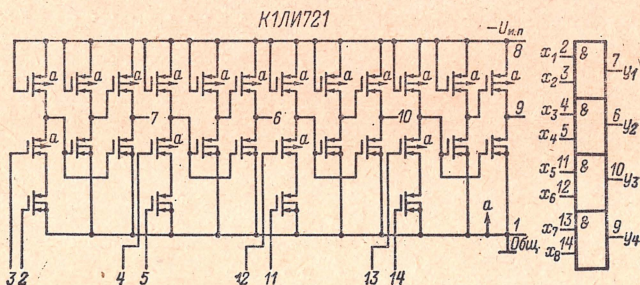 К1ЛИ721
-Uи.п
8
a a a a a a a a a a a a
7 6 10 9
a a a a
a
1
Общ.
3 2 4 5 12 11 13 14
x1 2 & 7 y1
x2 3
x3 4 & 6 y2
x4 5
x5 11 & 10 y3
x6 12
x7 13 & 9 y4
x8 14